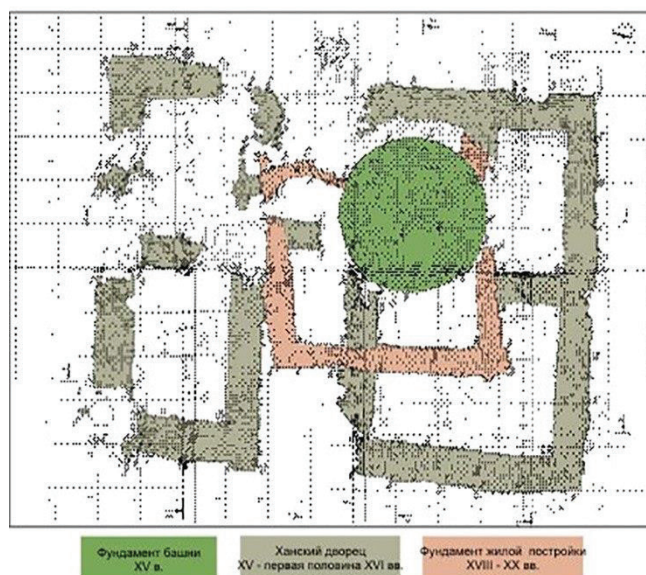 Фундамент башни
XV в.
Ханский дворец
XV - первая половина XVI вв.
Фундамент жилой постройки
XVIII - XX вв.